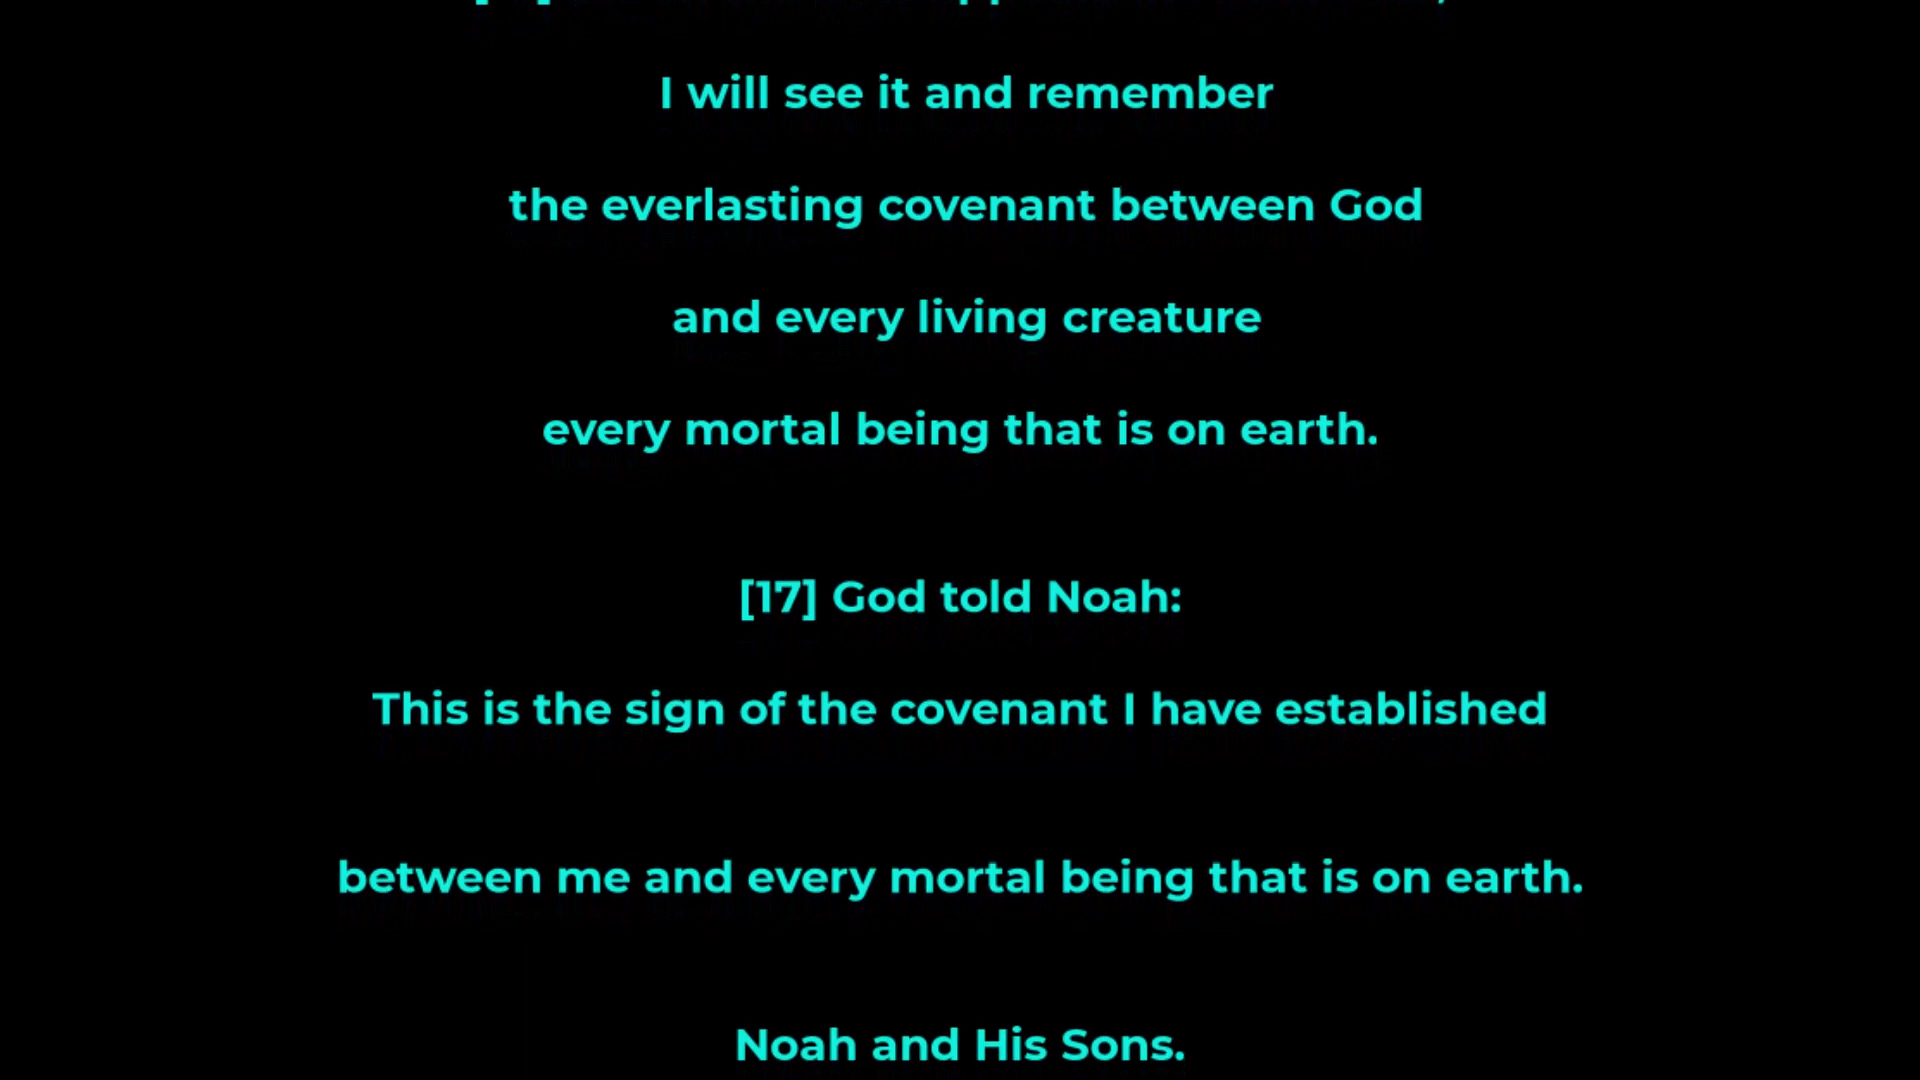 I will see it and remember
the everlasting covenant between God
and every living creature
every mortal being that is on earth.
[17] God told Noah:
This is the sign of the covenant I have established
between me and every mortal being that is on earth.
Noah and His Sons.